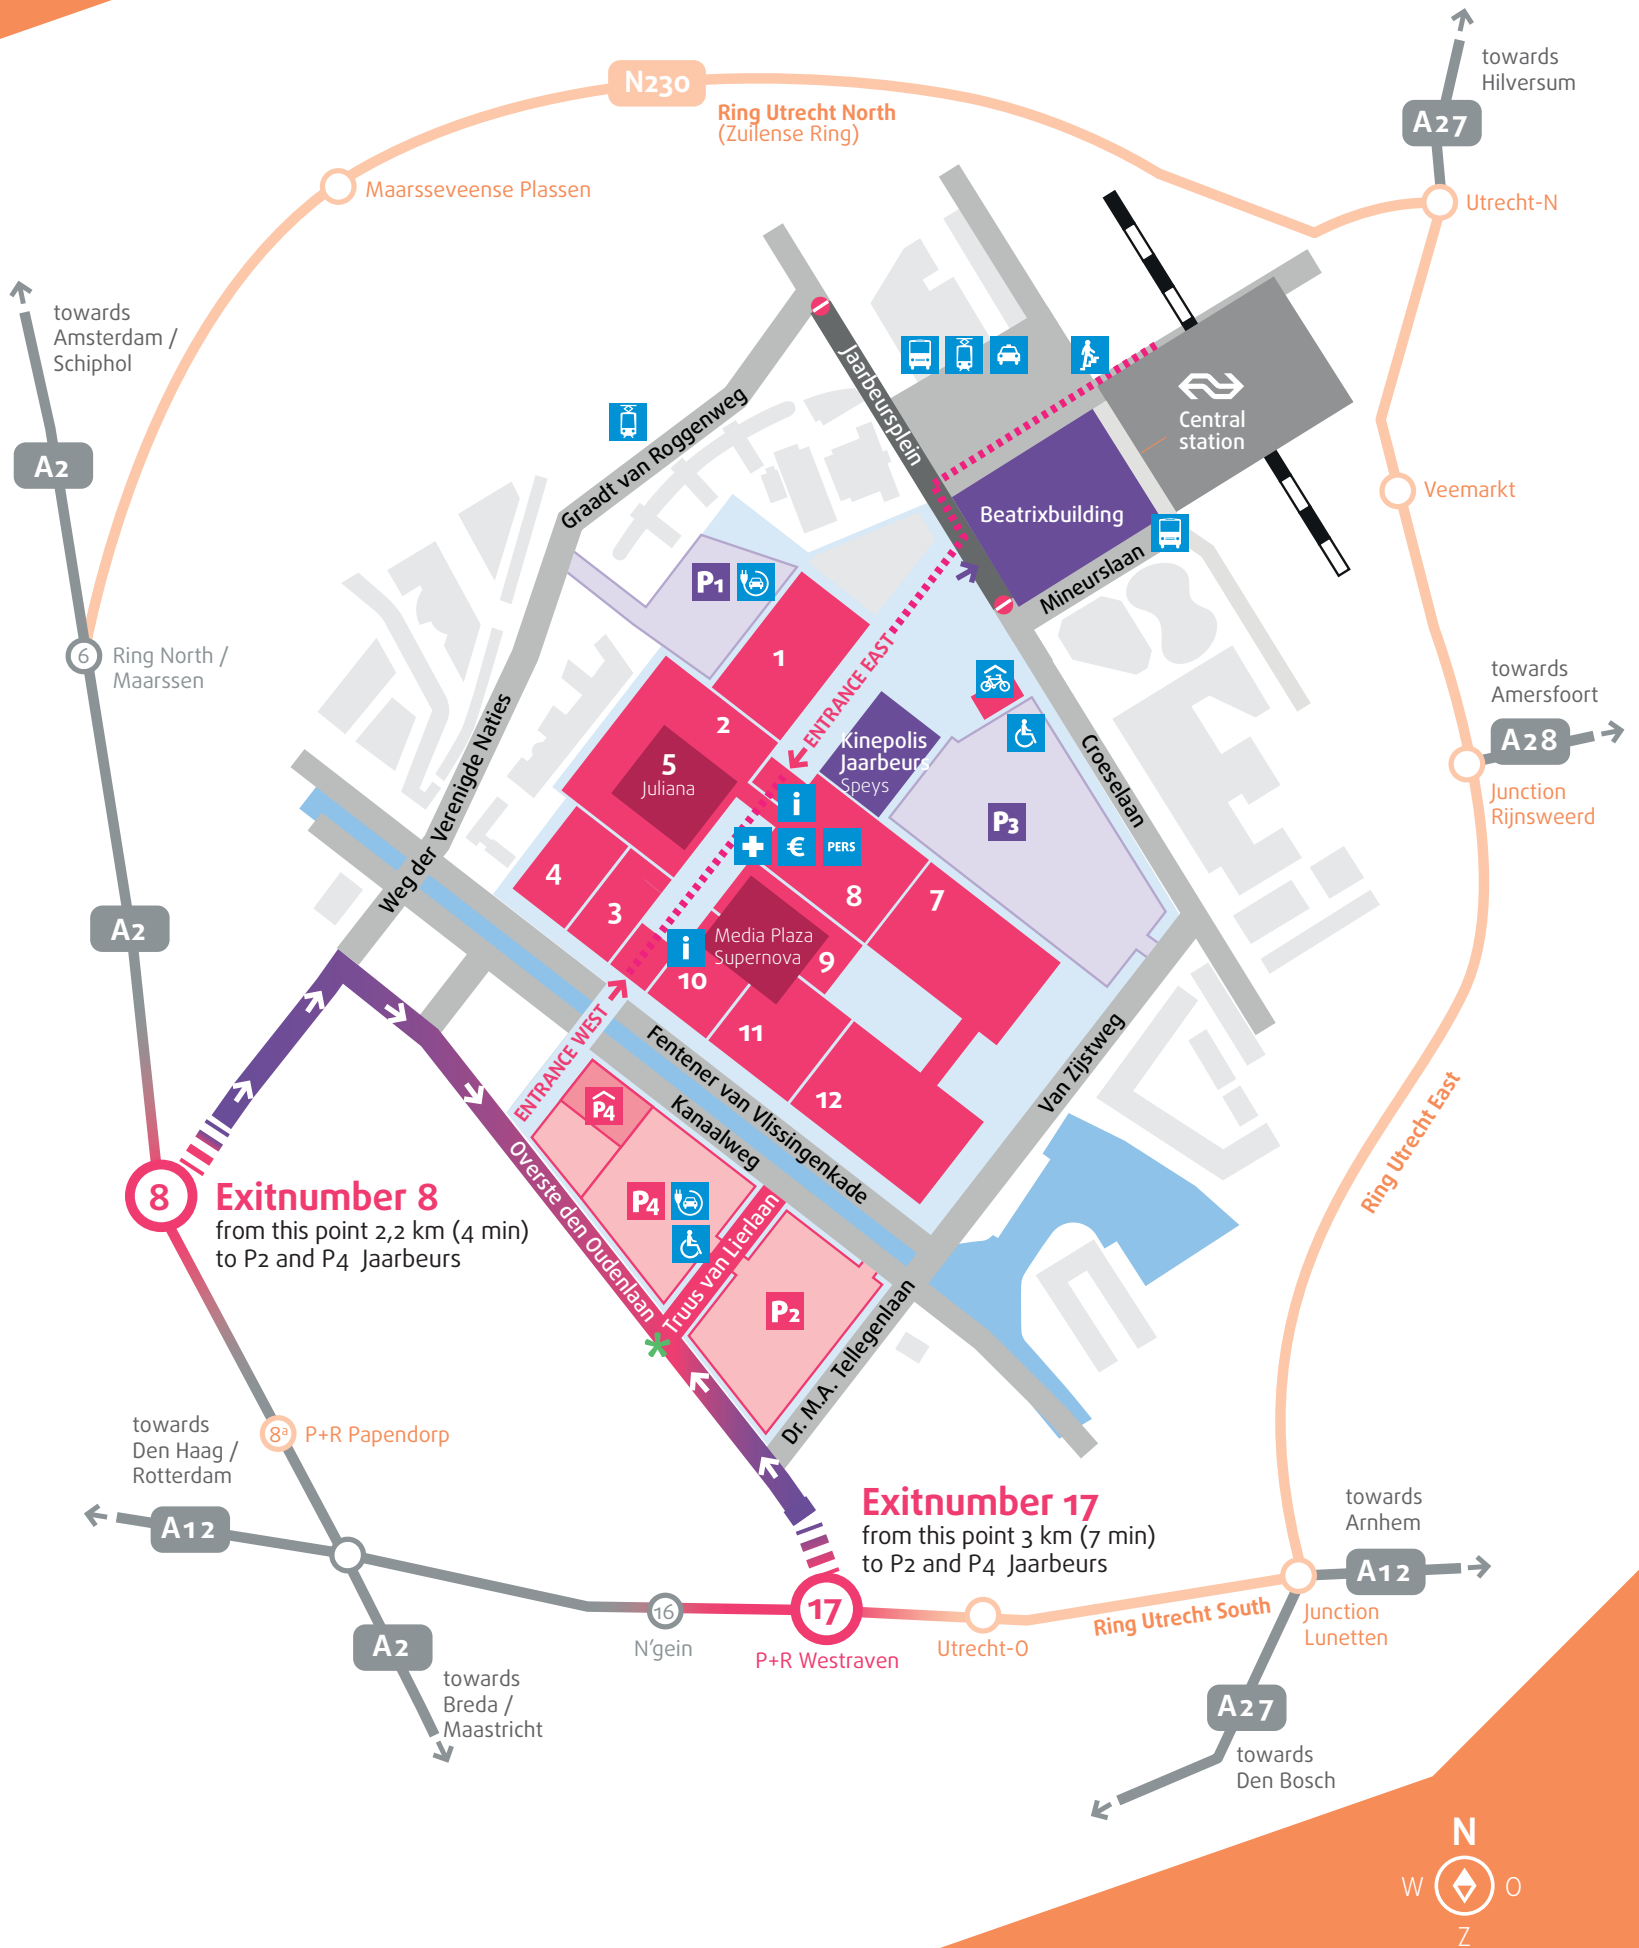 towards
Hilversum
N230
A27
Ring Utrecht North
(Zuilense Ring)
Maarsseveense Plassen
Utrecht-N
towards
Amsterdam /
Schiphol
Jaarbeursplein
Central
station
Graadt van Roggenweg
A2
Veemarkt
Beatrixbuilding
Mineurslaan
P1
1
ENTRANCE EAST
6
Ring North /
Maarssen
towards
Amersfoort
A28
2
Kinepolis
Jaarbeurs
Speys
5
Juliana
Weg der Verenigde Naties
Croeselaan
Junction
Rijnsweerd
i
P3
€
PERS
4
8
7
3
A2
i
Media Plaza
Supernova
9
10
11
ENTRANCE WEST
Fentener van Vlissingenkade
Van Zijstweg
12
P4
Kanaalweg
Ring Utrecht East
8
Exitnumber 8
from this point 2,2 km (4 min)
to P2 and P4 Jaarbeurs
Overste den Oudenlaan
P4
Truus van Lierlaan
P2
*
Dr. M.A. Tellegenlaan
towards
Den Haag /
Rotterdam
8a
P+R Papendorp
A12
Exitnumber 17
from this point 3 km (7 min)
to P2 and P4 Jaarbeurs
towards
Arnhem
A12
16
N'gein
17
P+R Westraven
Utrecht-O
Ring Utrecht South
Junction
Lunetten
A2
towards
Breda /
Maastricht
A27
towards
Den Bosch
N
W
O
Z